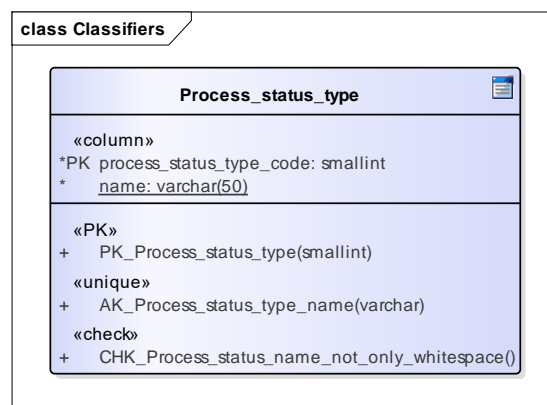 class Classifiers
Process_status_type
«column»
*PK process_status_type_code: smallint
* name: varchar(50)
«PK»
+ PK_Process_status_type(smallint)
«unique»
+ AK_Process_status_type_name(varchar)
«check»
+ CHK_Process_status_name_not_only_whitespace()